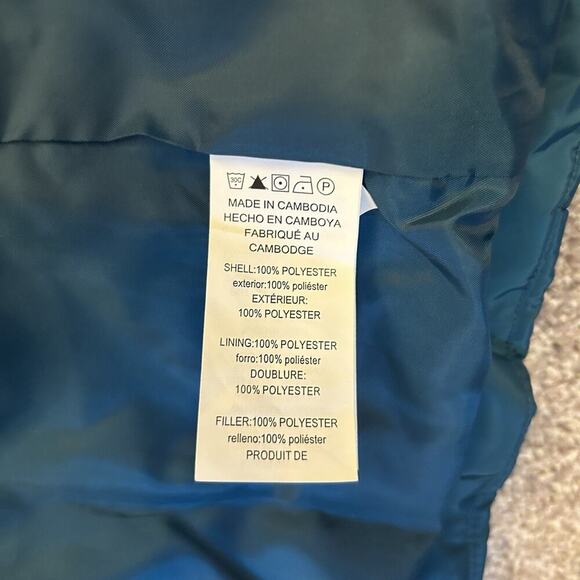 30C P
MADE IN CAMBODIA
HECHO EN CAMBOYA
FABRIQUÉ AU
CAMBODGE
SHELL:100% POLYESTER
exterior:100% poliéster
EXTÉRIEUR:
100% POLYESTER
LINING:100% POLYESTER
forro:100% poliéster
DOUBLURE:
100% POLYESTER
FILLER:100% POLYESTER
relleno:100% poliéster
PRODUIT DE